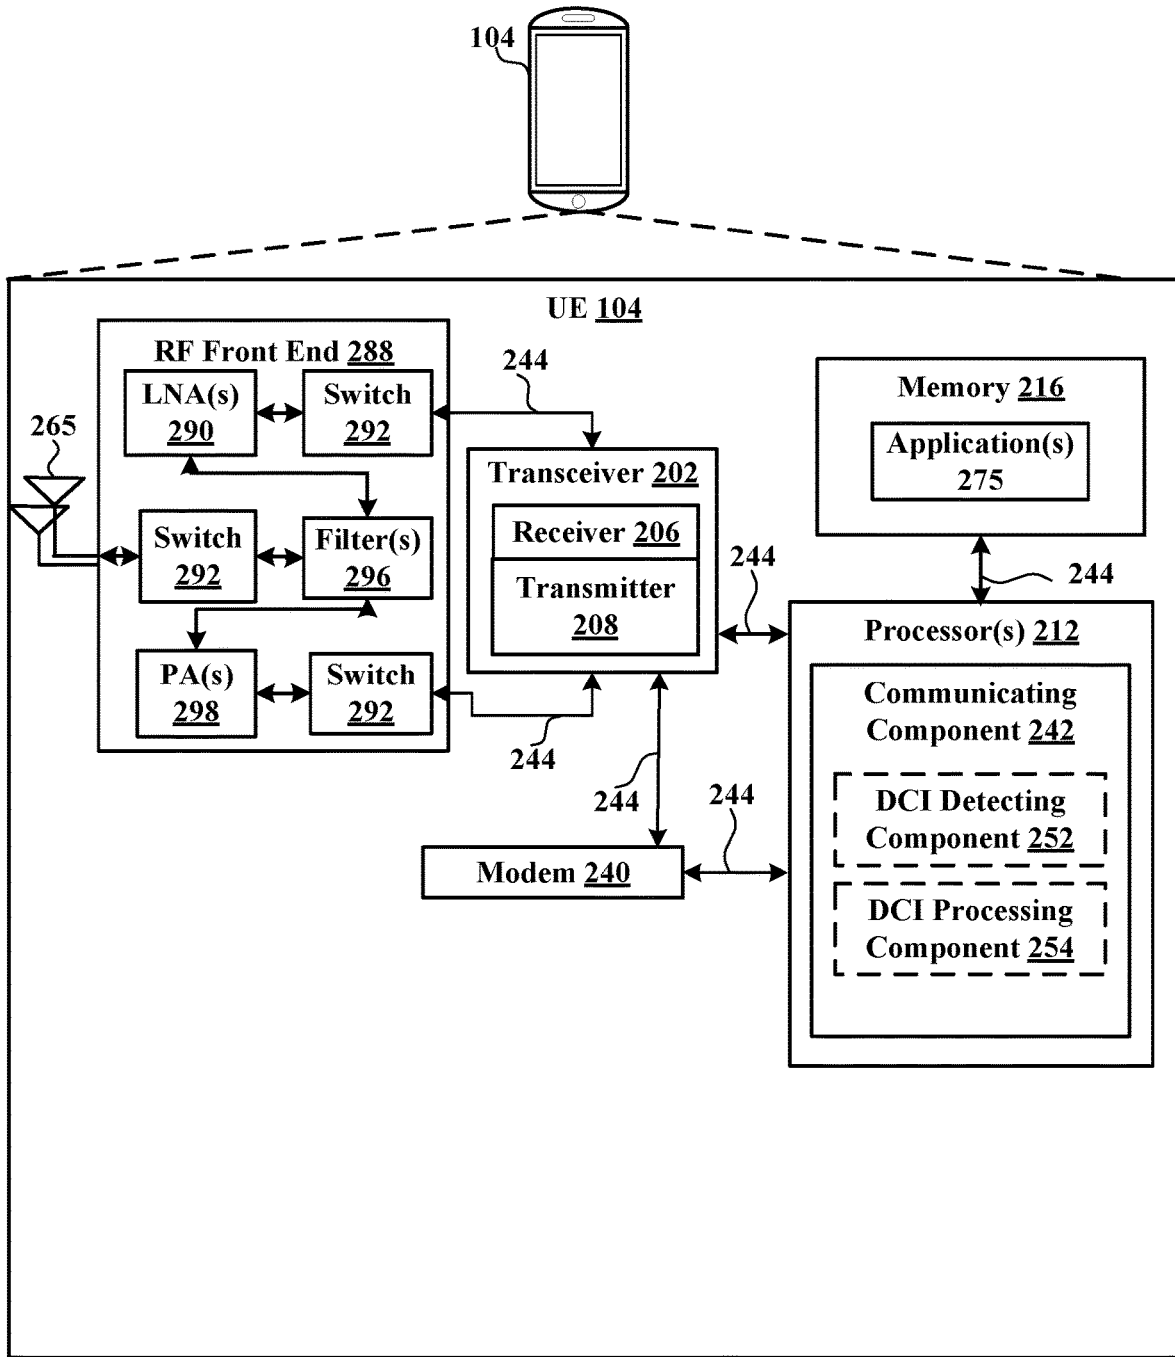 104
UE 104
RF Front End 288
LNA(s)
290
Switch
292
265
Switch
292
Filter(s)
296
PA(s)
298
Switch
292
244
Transceiver 202
Receiver 206
Transmitter
208
244
244
244
244
Modem 240
Memory 216
Application(s)
275
244
Processor(s) 212
Communicating
Component 242
DCI Detecting
Component 252
DCI Processing
Component 254